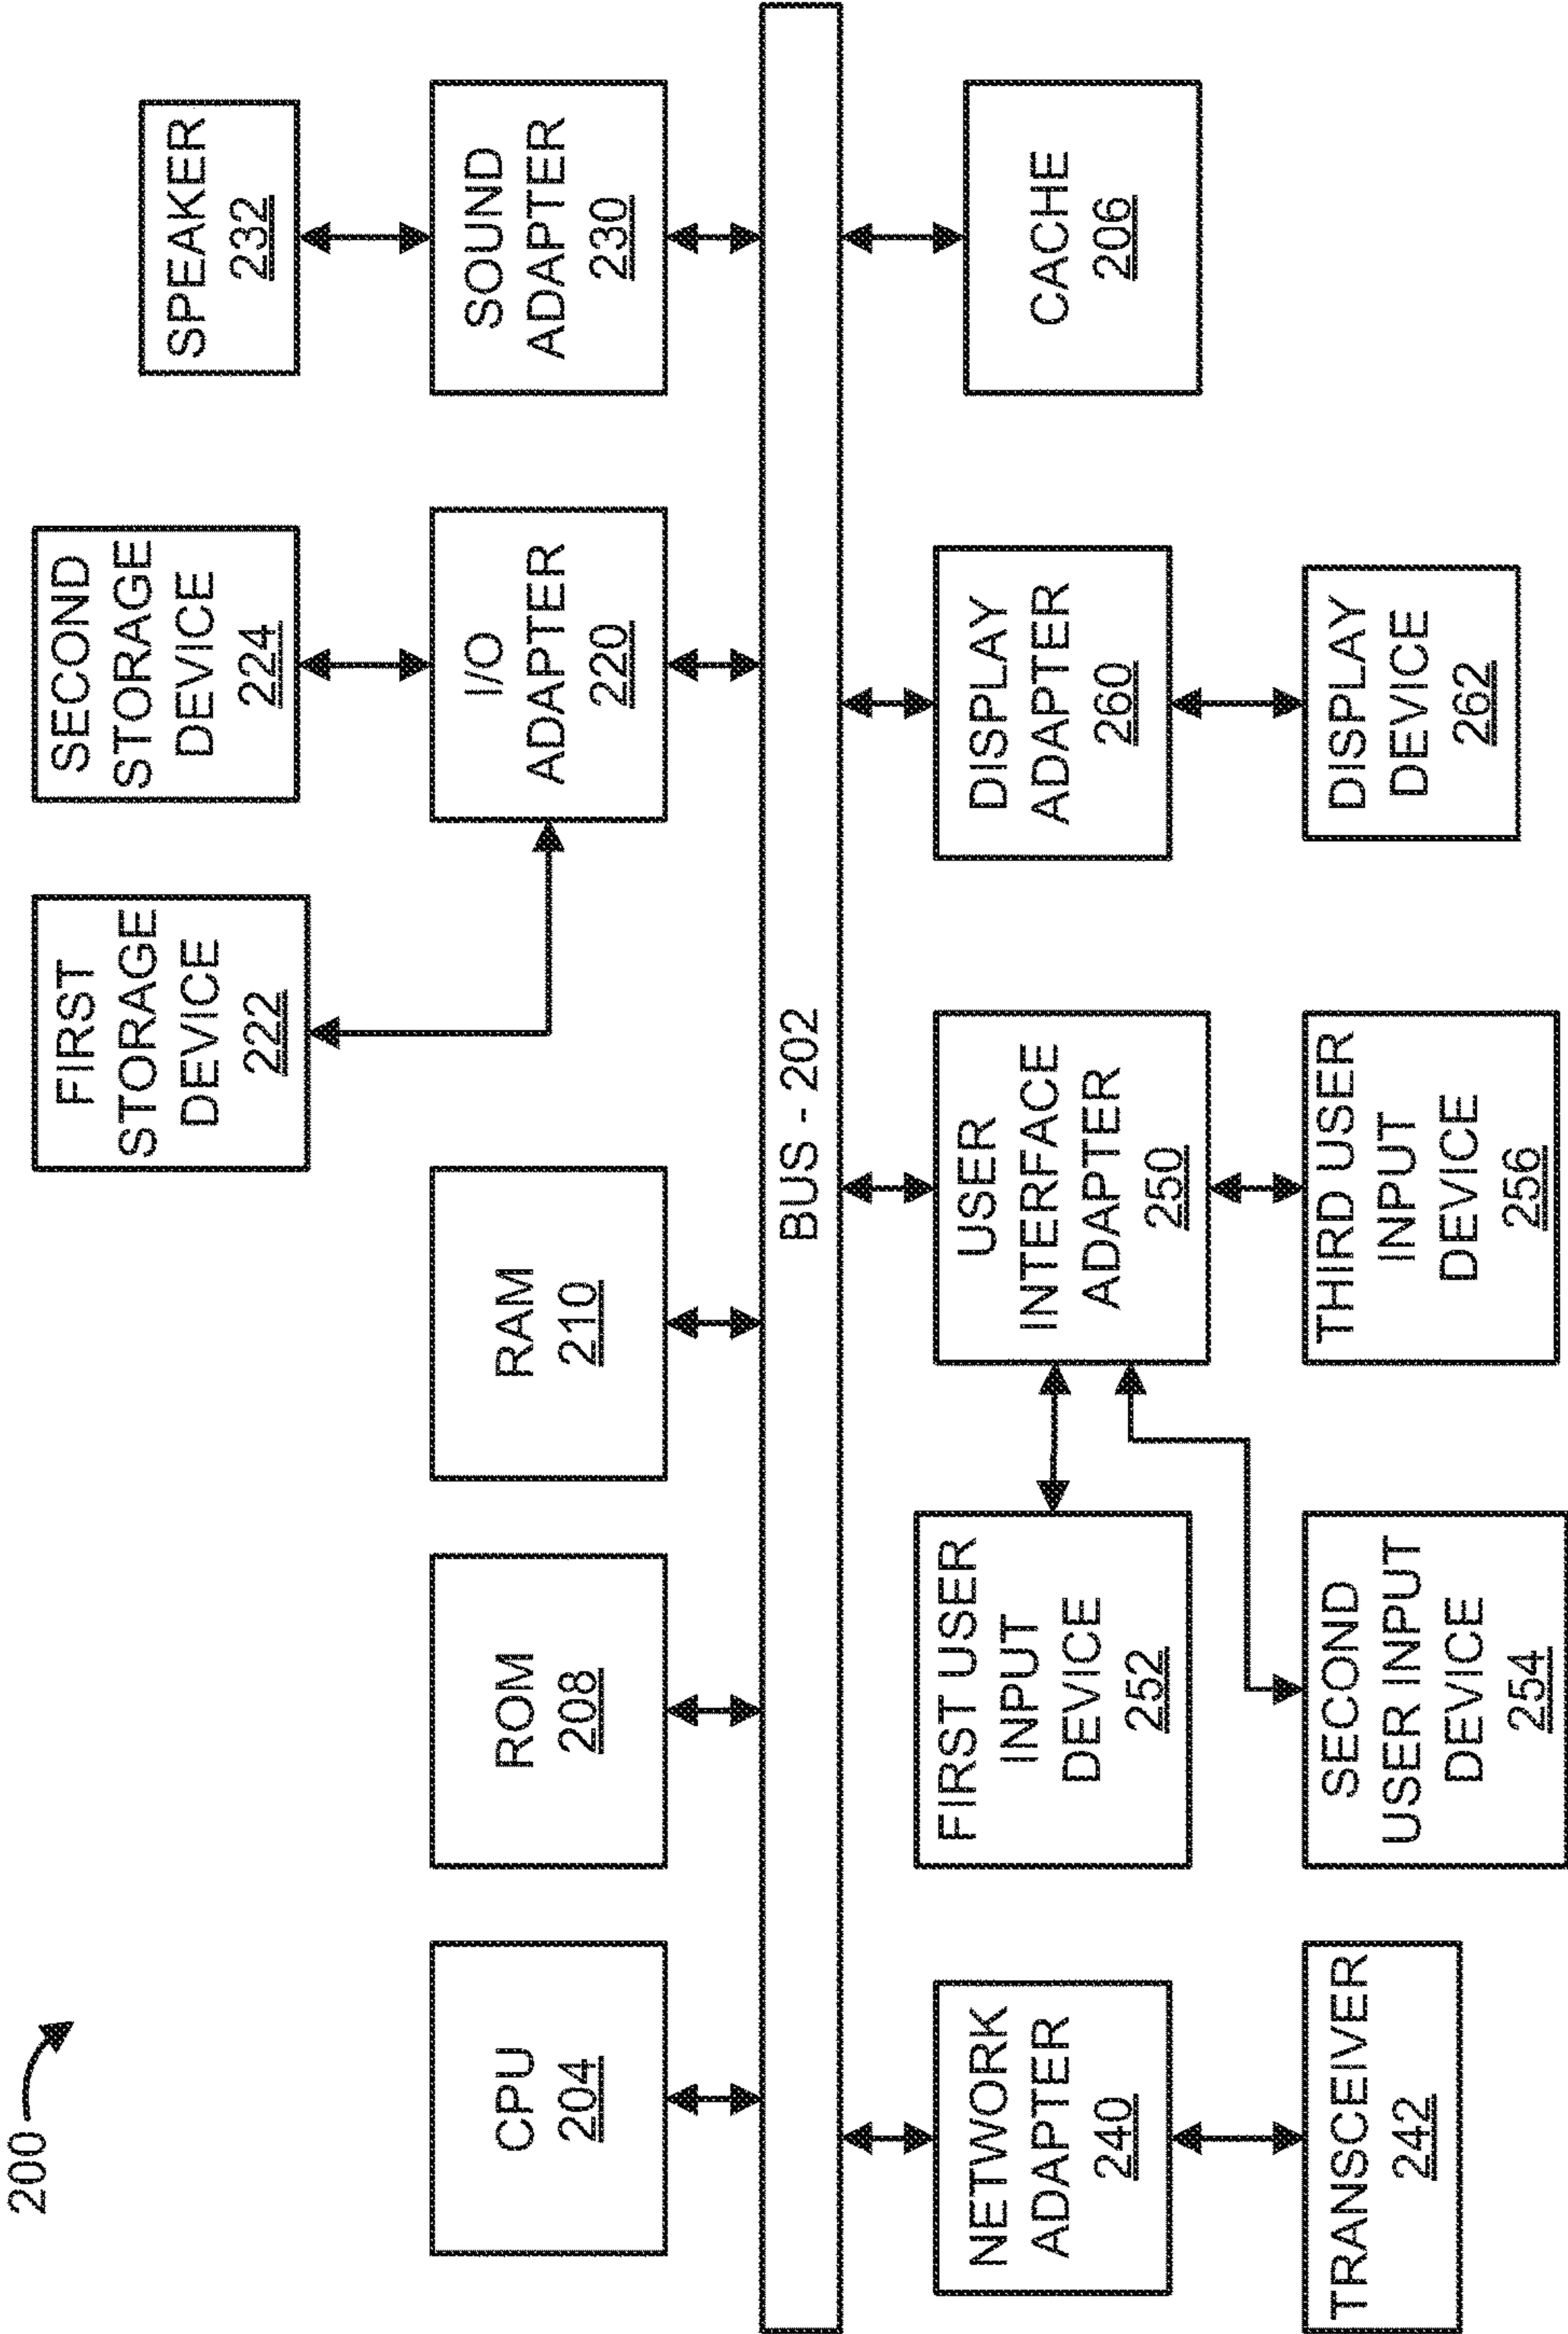 200
SECOND
STORAGE
DEVICE
224
FIRST
STORAGE
DEVICE
222
SPEAKER
232
CPU
204
ROM
208
RAM
210
I/O
ADAPTER
220
SOUND
ADAPTER
230
BUS - 202
NETWORK
ADAPTER
240
FIRST USER
INPUT
DEVICE
252
USER
INTERFACE
ADAPTER
250
DISPLAY
ADAPTER
260
CACHE
206
TRANSCEIVER
242
SECOND
USER INPUT
DEVICE
254
THIRD USER
INPUT
DEVICE
256
DISPLAY
DEVICE
262